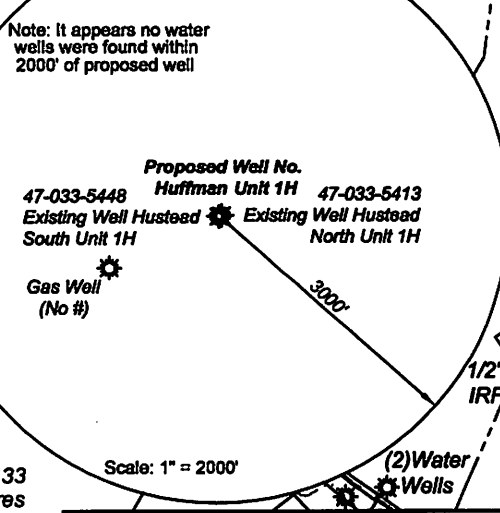 Note: It appears no water
wells were found within
2000' of proposed well
Proposed Well No.
Huffman Unit 1H
47-033-5448
Existing Well Hustead
South Unit 1H
47-033-5413
Existing Well Hustead
North Unit 1H
Gas Well
(No #)
3000'
1/2"
IRF
(2)Water
Wells
Scale: 1" = 2000'
33
res